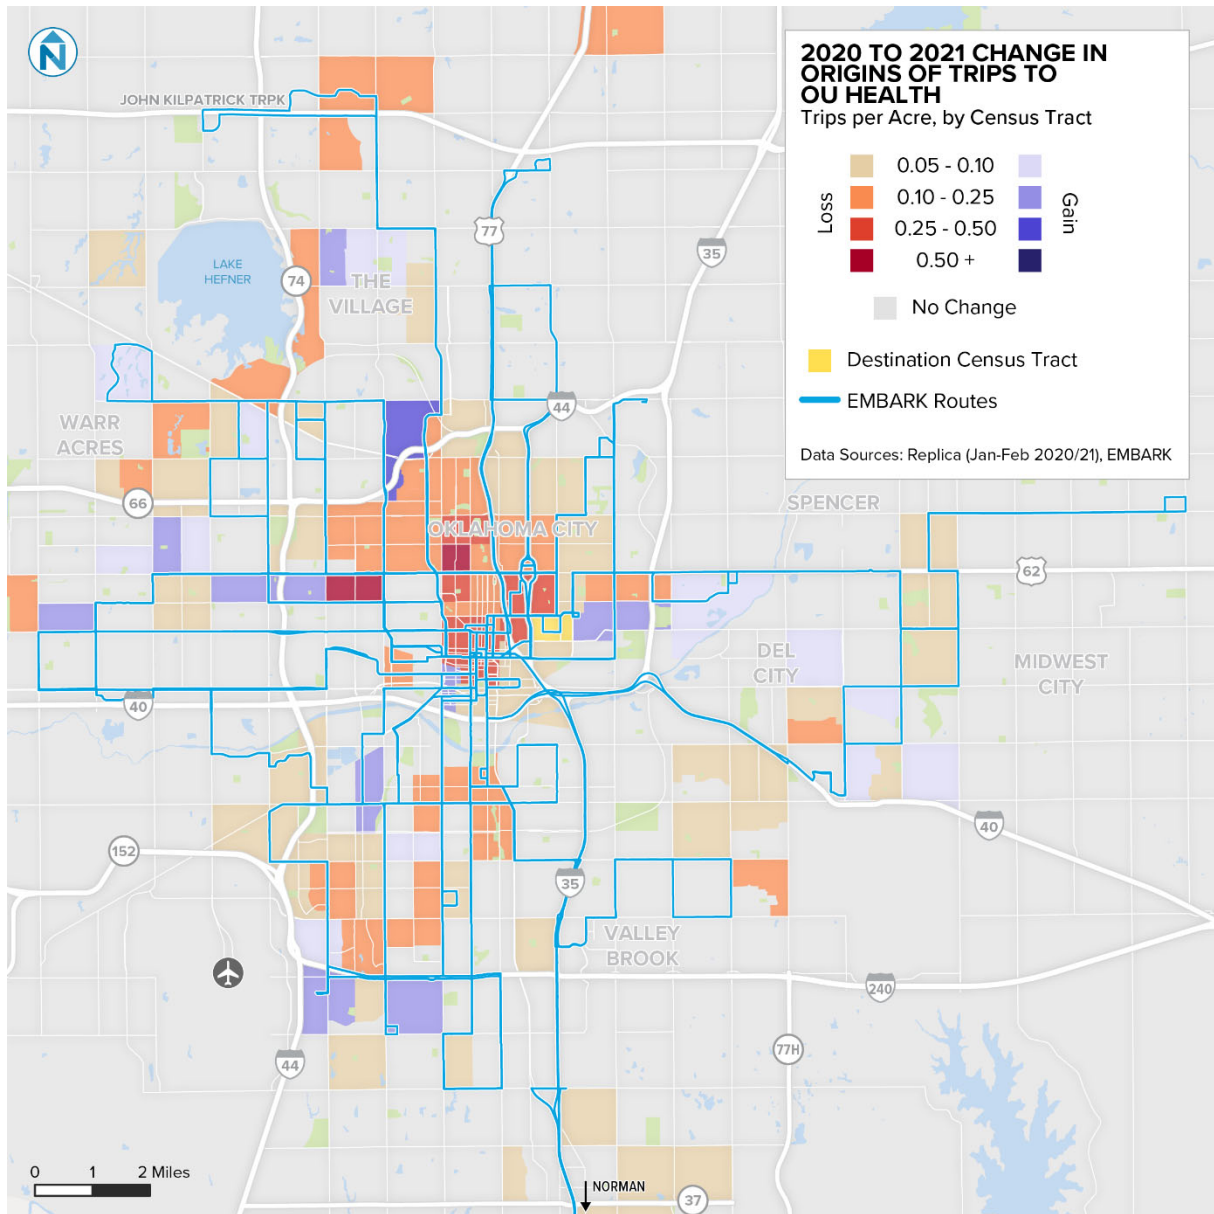 N
2020 TO 2021 CHANGE IN
ORIGINS OF TRIPS TO
OU HEALTH
Trips per Acre, by Census Tract
Loss
0.05 - 0.10
0.10 - 0.25
0.25 - 0.50
0.50 +
Gain
No Change
Destination Census Tract
EMBARK Routes
Data Sources: Replica (Jan-Feb 2020/21), EMBARK
JOHN KILPATRICK TRPK
77
35
LAKE
HEFNER
74
THE
VILLAGE
44
WARR
ACRES
66
SPENCER
OKLAHOMA CITY
62
DEL
CITY
MIDWEST
CITY
40
40
152
35
VALLEY
BROOK
240
77H
44
0 1 2 Miles
NORMAN
37